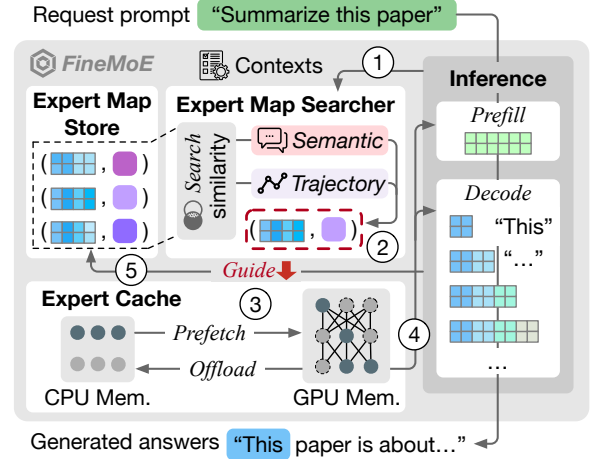 Request prompt "Summarize this paper"
FineMoE
Contexts
1
Inference
Expert Map Store
Expert Map Searcher
Prefill
Search similarity
Semantic
Trajectory
( , )
( , )
( , )
( , )
2
Decode
"This"
"..."
...
5
Guide
Expert Cache
3
4
Prefetch
Offload
CPU Mem.
GPU Mem.
Generated answers "This paper is about..."